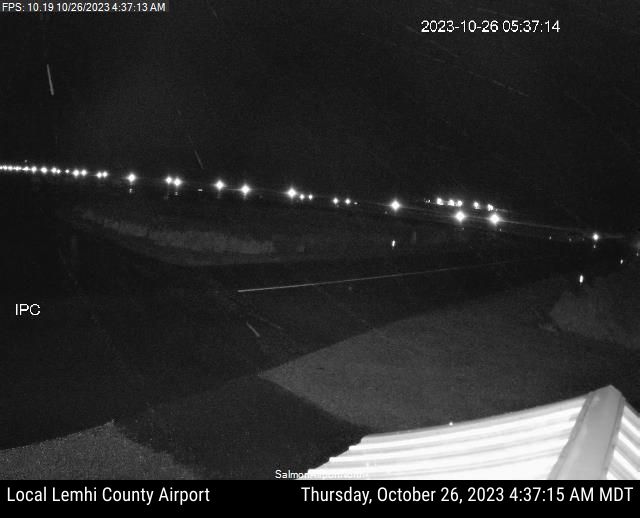 FPS: 10.19 10/26/2023 4:37:13 AM
2023-10-26 05:37:14
IPC
Local Lemhi County Airport
Thursday, October 26, 2023 4:37:15 AM MDT